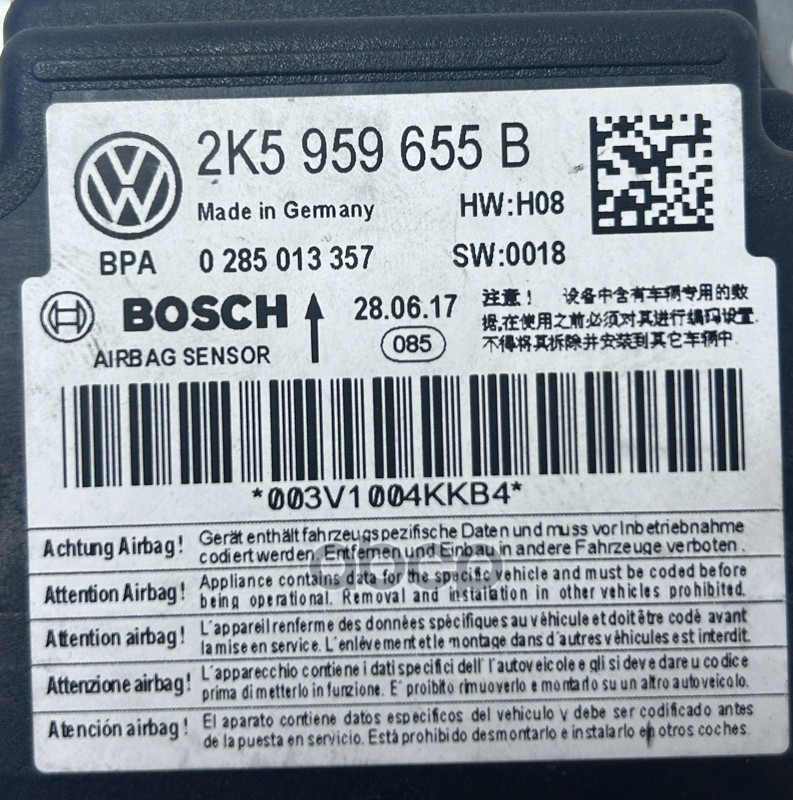 2K5 959 655 B
Made in Germany HW:H08
BPA 0 285 013 357 SW:0018
BOSCH 28.06.17
AIRBAG SENSOR 085
注意！ 设备中含有车辆专用的数
据,在使用之前必须对其进行编码设置.
不得将其拆除并安装到其它车辆中.
*003V1004KKB4*
Achtung Airbag! Gerät enthält fahrzeugspezifische Daten und muss vor Inbetriebnahme
codiert werden. Entfernen und Einbau in andere Fahrzeuge verboten.
Attention Airbag! Appliance contains data for the specific vehicle and must be coded before
being operational. Removal and installation in other vehicles prohibited.
Attention airbag! L'appareil renferme des données spécifiques au véhicule et doit être codé avant
la mise en service. L'enlèvement et le montage dans d'autres véhicules est interdit.
Attenzione airbag! L'apparecchio contiene i dati specifici dell'autoveicolo e gli si deve dare u codice
prima di metterlo in funzione. E' proibito rimuoverlo e montarlo su un altro autoveicolo.
Atención airbag! El aparato contiene datos especificos del vehiculo y debe ser codificado antes
de la puesta en servicio. Está prohibido desmontarlo e instalarlo en otros coches.